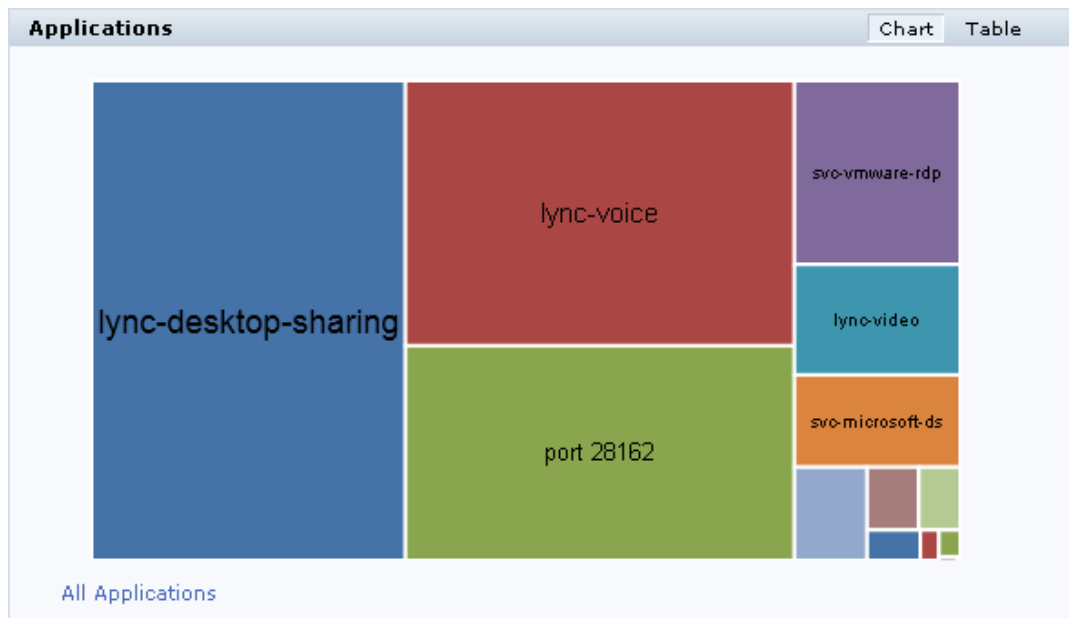 Applications
Chart
Table
lync-desktop-sharing
lync-voice
port 28162
svc-vmware-rdp
lync-video
svc-microsoft-ds
All Applications